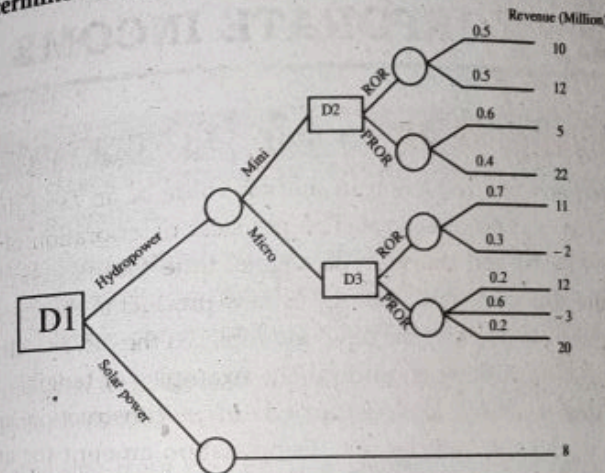 Revenue (Million
0.5 10
ROR
0.5 12
D2
0.6 5
PROR
0.4 22
Mini
0.7 11
ROR
Micro
0.3 -2
D3
0.2 12
PROR
0.6 -3
0.2 20
Hydropower
D1
Solar power
8